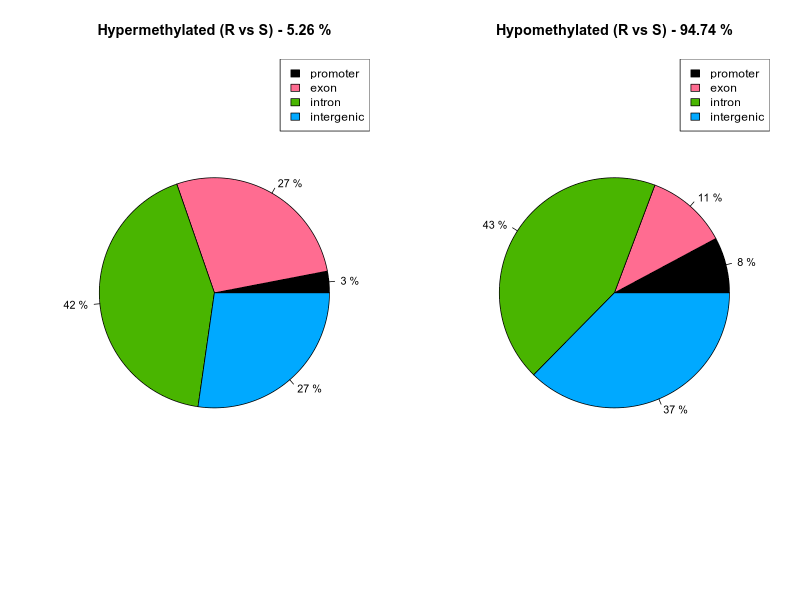 Hypermethylated (R vs S) - 5.26 %
promoter
exon
intron
intergenic
27 %
3 %
42 %
27 %
Hypomethylated (R vs S) - 94.74 %
promoter
exon
intron
intergenic
11 %
43 %
8 %
37 %